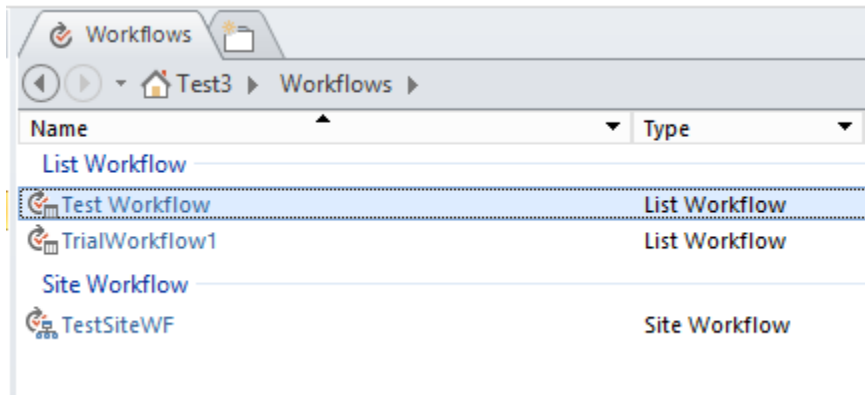 Workflows
Test3 Workflows
Name Type
List Workflow
Test Workflow List Workflow
TrialWorkflow1 List Workflow
Site Workflow
TestSiteWF Site Workflow